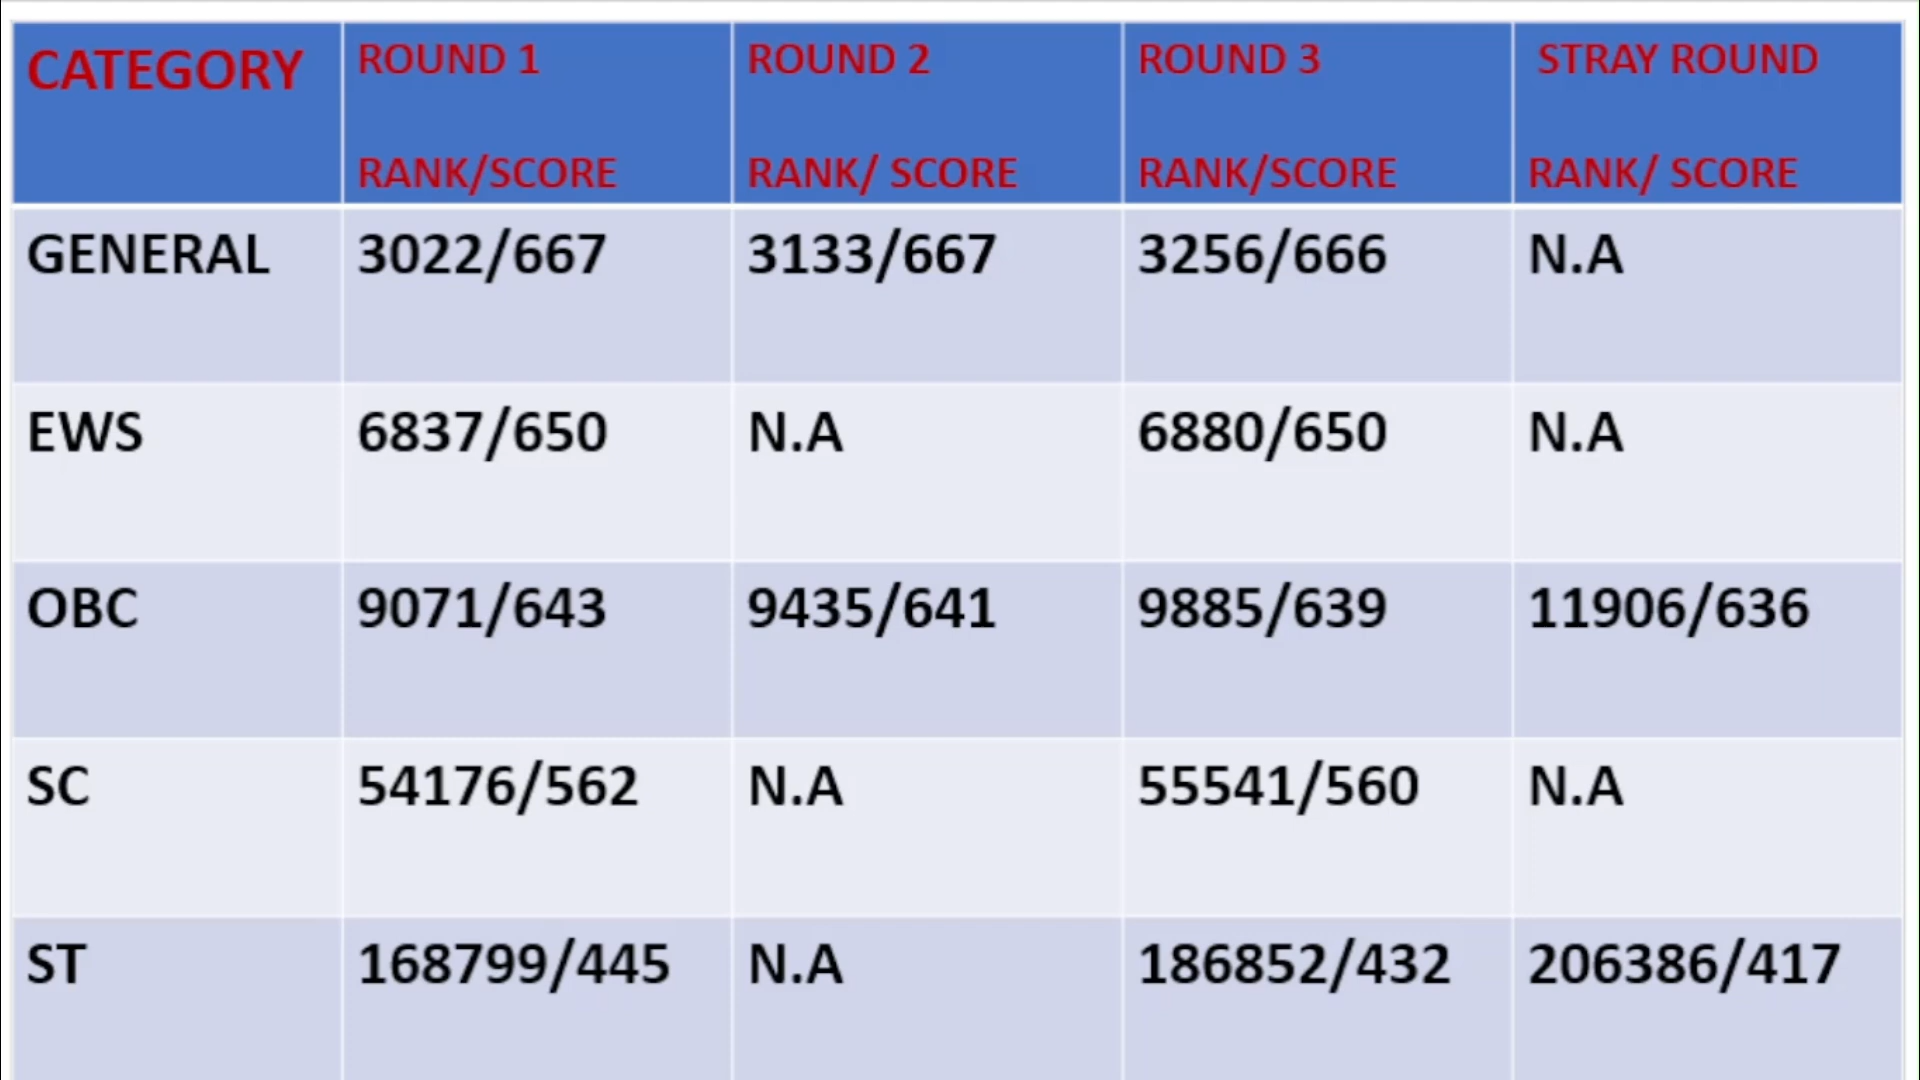 CATEGORY ROUND 1 ROUND 2 ROUND 3 STRAY ROUND
RANK/SCORE RANK/ SCORE RANK/SCORE RANK/ SCORE
GENERAL 3022/667 3133/667 3256/666 N.A
EWS 6837/650 N.A 6880/650 N.A
OBC 9071/643 9435/641 9885/639 11906/636
SC 54176/562 N.A 55541/560 N.A
ST 168799/445 N.A 186852/432 206386/417